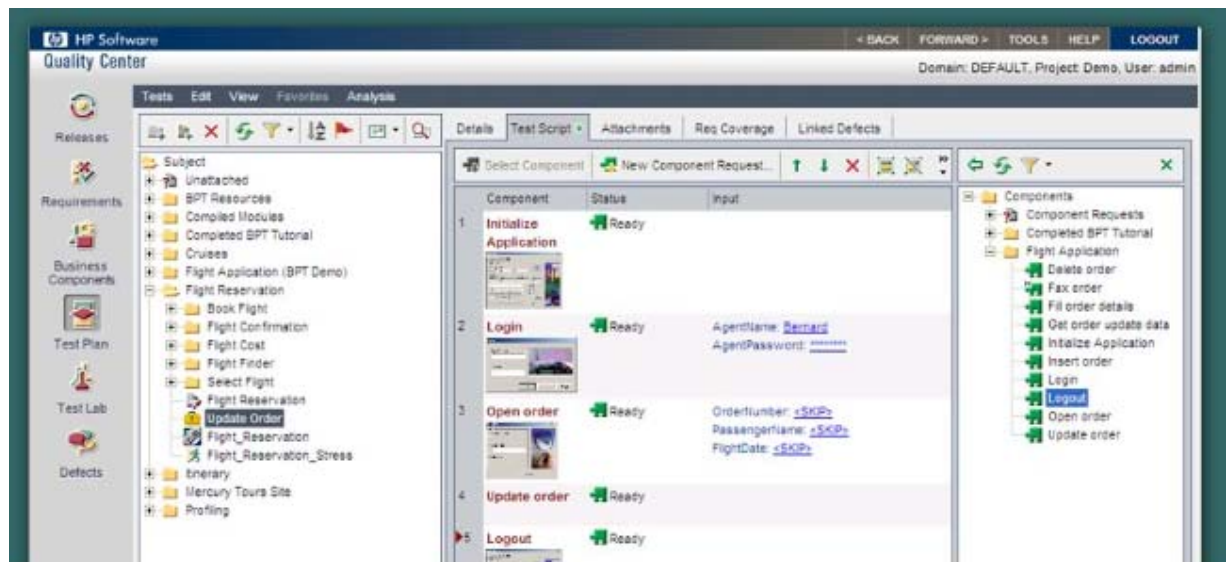 HP Software
< BACK FORWARD > TOOLS HELP LOGOUT
Quality Center
Domain: DEFAULT, Project: Demo, User: admin
Tests Edit View Favorites Analysis
Releases
Requirements
Business Components
Test Plan
Test Lab
Defects
Subject
Unattached
BPT Resources
Compiled Modules
Completed BPT Tutorial
Cruises
Flight Application (BPT Demo)
Flight Reservation
Book Flight
Flight Confirmation
Flight Cost
Flight Finder
Select Flight
Flight Reservation
Update Order
Flight_Reservation
Flight_Reservation_Stress
Itinerary
Mercury Tours Site
Profiling
Details Test Script Attachments Req Coverage Linked Defects
Select Component New Component Request...
Component Status Input
1 Initialize Application Ready
2 Login Ready AgentName: Bernard
AgentPassword: ********
3 Open order Ready OrderNumber: <SKIP>
PassengerName: <SKIP>
FlightDate: <SKIP>
4 Update order Ready
5 Logout Ready
Components
Component Requests
Completed BPT Tutorial
Flight Application
Delete order
Fax order
Fill order details
Get order update data
Initialize Application
Insert order
Login
Logout
Open order
Update order